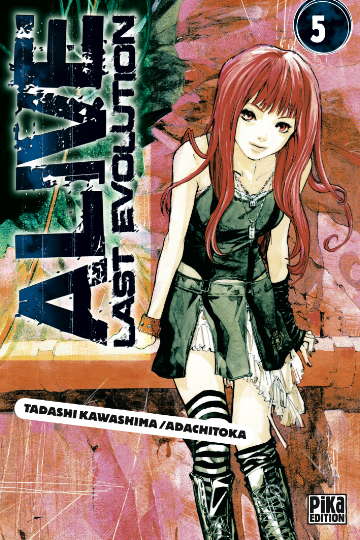 5
ALIVE
LAST EVOLUTION
TADASHI KAWASHIMA/ADACHITOKA
PiKa
EDITION